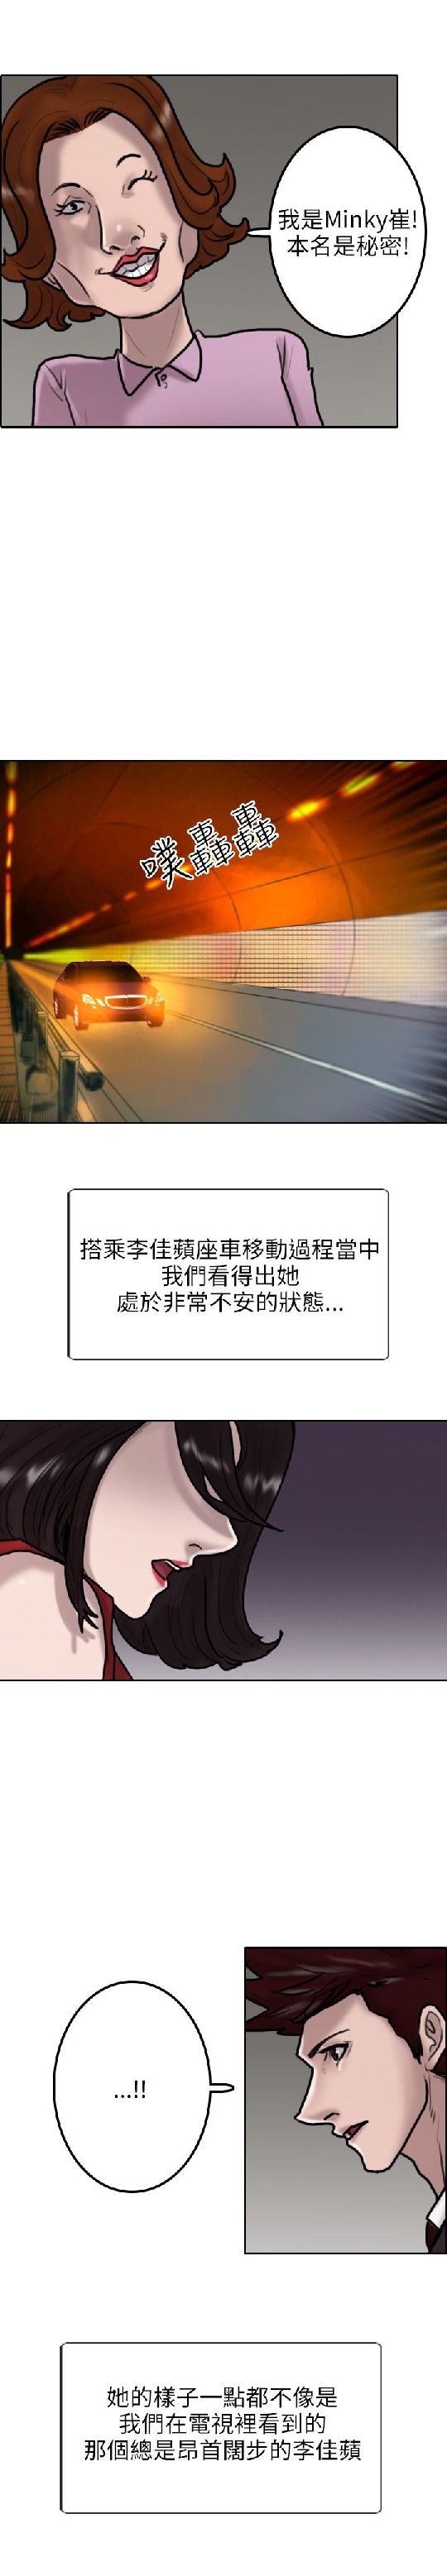 我是Minky崔!
本名是秘密!
噗轟轟
搭乘李佳蘋座車移動過程當中
我們看得出她
處於非常不安的狀態...
...!!
她的樣子一點都不像是
我們在電視裡看到的
那個總是昂首闊步的李佳蘋